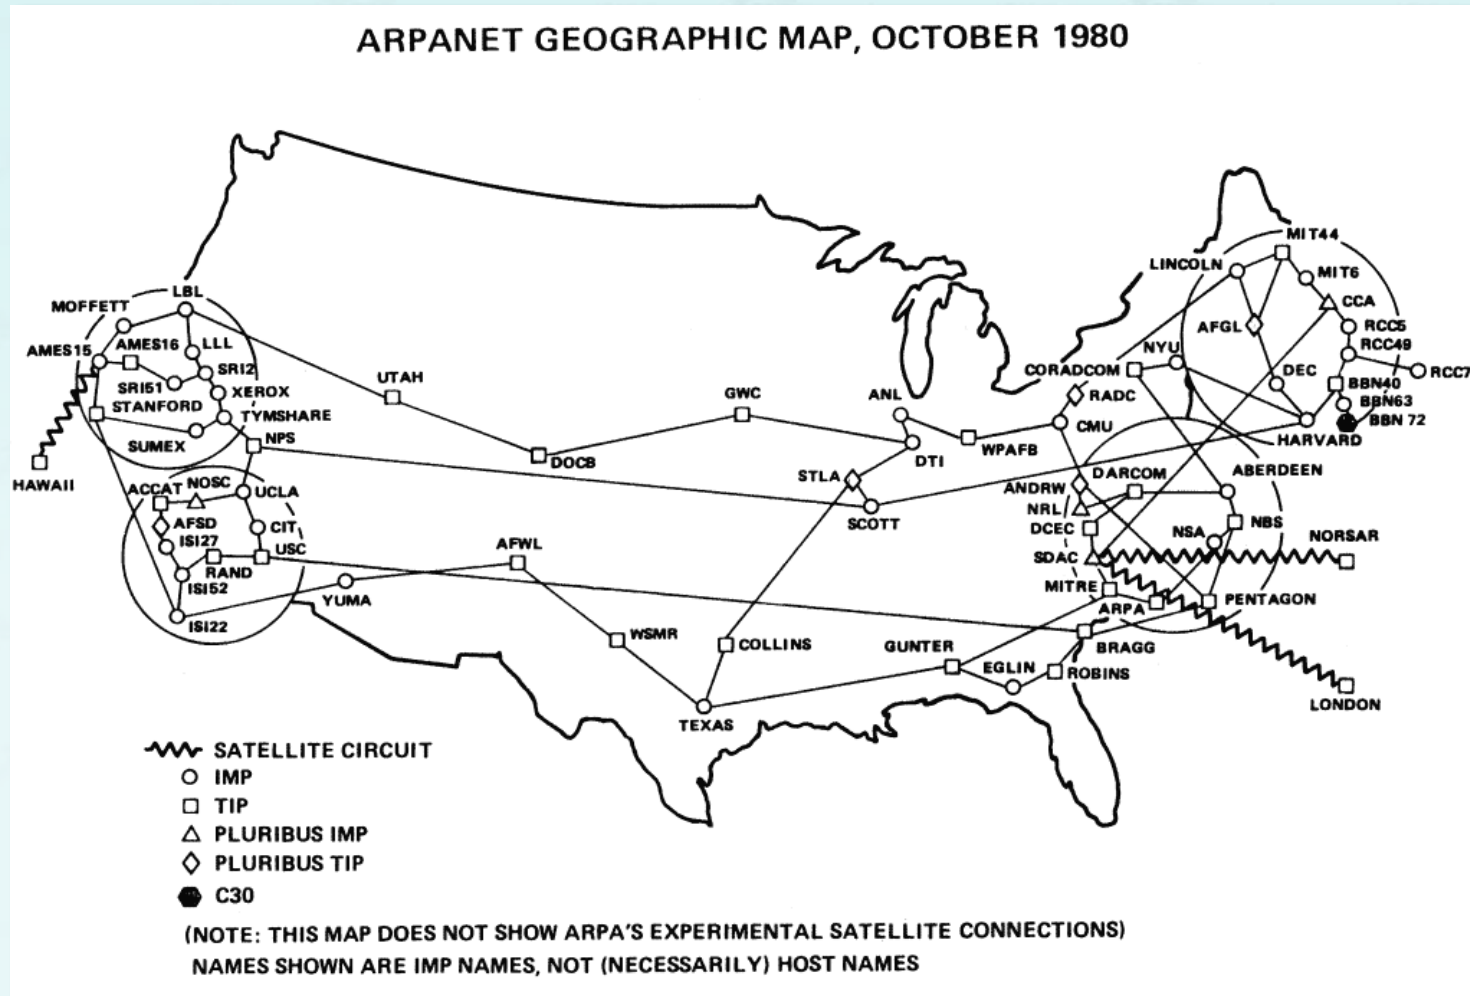 ARPANET GEOGRAPHIC MAP, OCTOBER 1980
MIT44
LINCOLN
MIT6
CCA
AFGL
RCC5
RCC49
RCC7
DEC
BBN40
BBN63
BBN 72
HARVARD
NYU
CORADCOM
RADC
CMU
LBL
MOFFETT
AMES16
LLL
AMES15
SRI2
SRI51
XEROX
STANFORD
TYMSHARE
SUMEX
NPS
HAWAII
UTAH
DOCB
GWC
ANL
DTI
WPAFB
STLA
SCOTT
DARCOM
ABERDEEN
ANDRW
NRL
DCEC
NBS
NSA
SDAC
NORSAR
MITRE
ARPA
PENTAGON
BRAGG
LONDON
ACCAT
NOSC
UCLA
AFSD
CIT
ISI27
USC
RAND
ISI52
ISI22
YUMA
AFWL
WSMR
COLLINS
GUNTER
EGLIN
ROBINS
TEXAS
SATELLITE CIRCUIT
IMP
TIP
PLURIBUS IMP
PLURIBUS TIP
C30
(NOTE: THIS MAP DOES NOT SHOW ARPA'S EXPERIMENTAL SATELLITE CONNECTIONS)
NAMES SHOWN ARE IMP NAMES, NOT (NECESSARILY) HOST NAMES